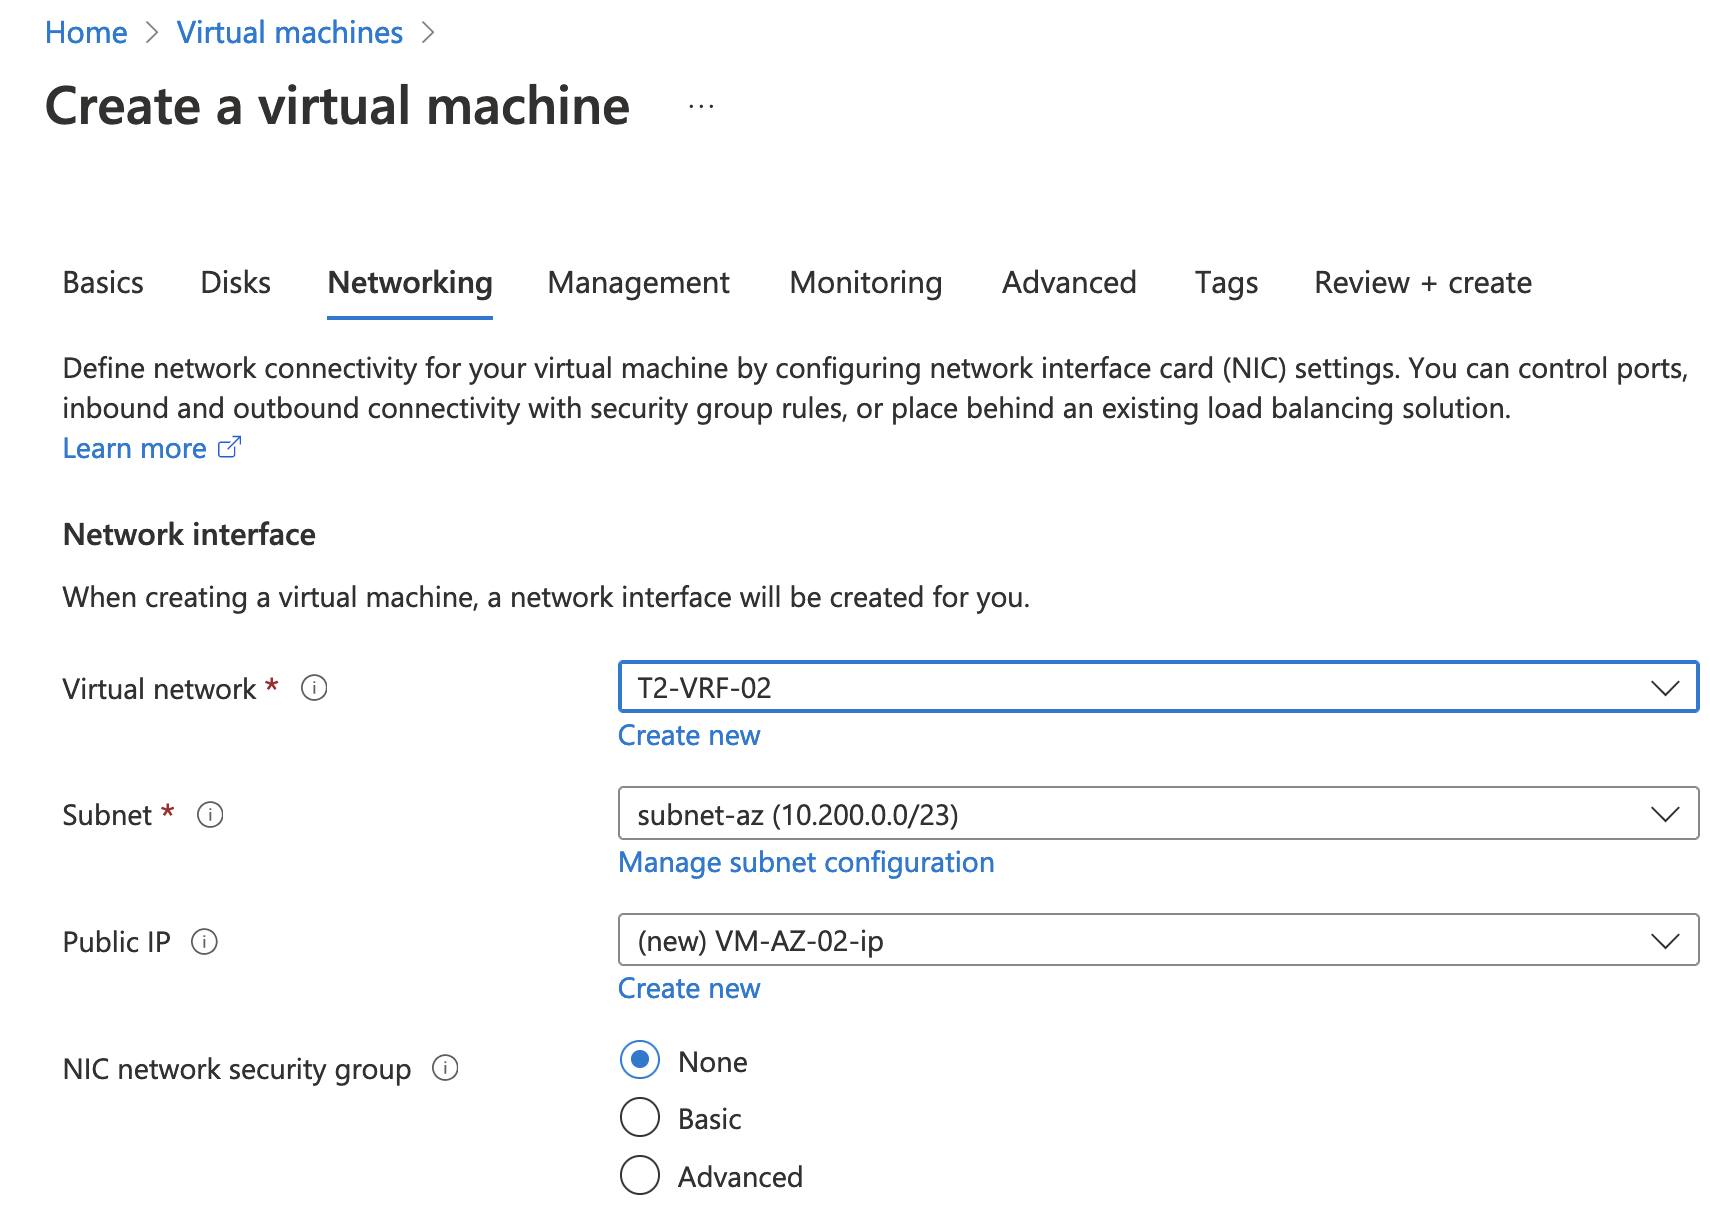 Home > Virtual machines >
Create a virtual machine ...
Basics Disks Networking Management Monitoring Advanced Tags Review + create
Define network connectivity for your virtual machine by configuring network interface card (NIC) settings. You can control ports,
inbound and outbound connectivity with security group rules, or place behind an existing load balancing solution.
Learn more
Network interface
When creating a virtual machine, a network interface will be created for you.
Virtual network * T2-VRF-02
Create new
Subnet * subnet-az (10.200.0.0/23)
Manage subnet configuration
Public IP (new) VM-AZ-02-ip
Create new
NIC network security group None
Basic
Advanced